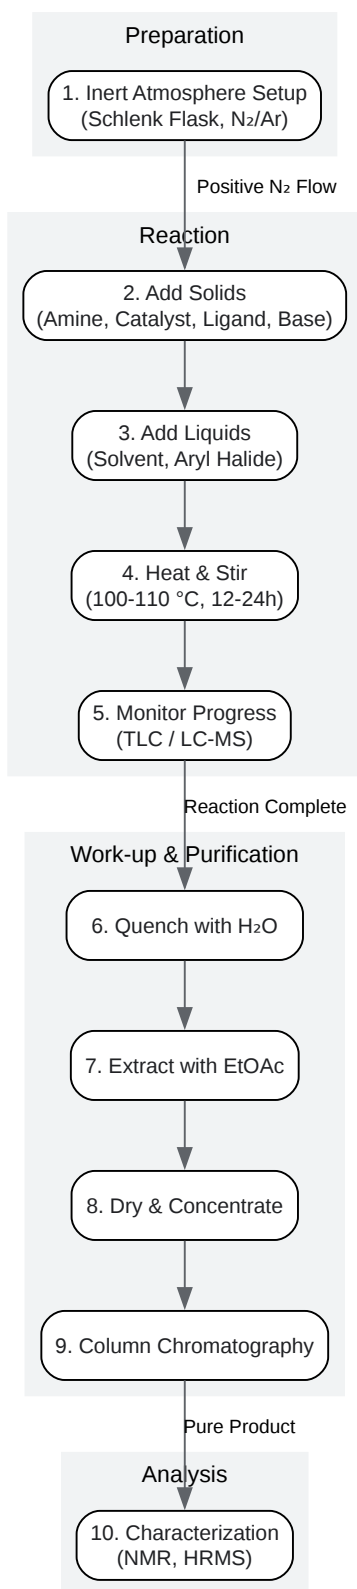 Preparation
1. Inert Atmosphere Setup
(Schlenk Flask, N₂/Ar)
Positive N₂ Flow
Reaction
2. Add Solids
(Amine, Catalyst, Ligand, Base)
3. Add Liquids
(Solvent, Aryl Halide)
4. Heat & Stir
(100-110 °C, 12-24h)
5. Monitor Progress
(TLC / LC-MS)
Reaction Complete
Work-up & Purification
6. Quench with H₂O
7. Extract with EtOAc
8. Dry & Concentrate
9. Column Chromatography
Pure Product
Analysis
10. Characterization
(NMR, HRMS)